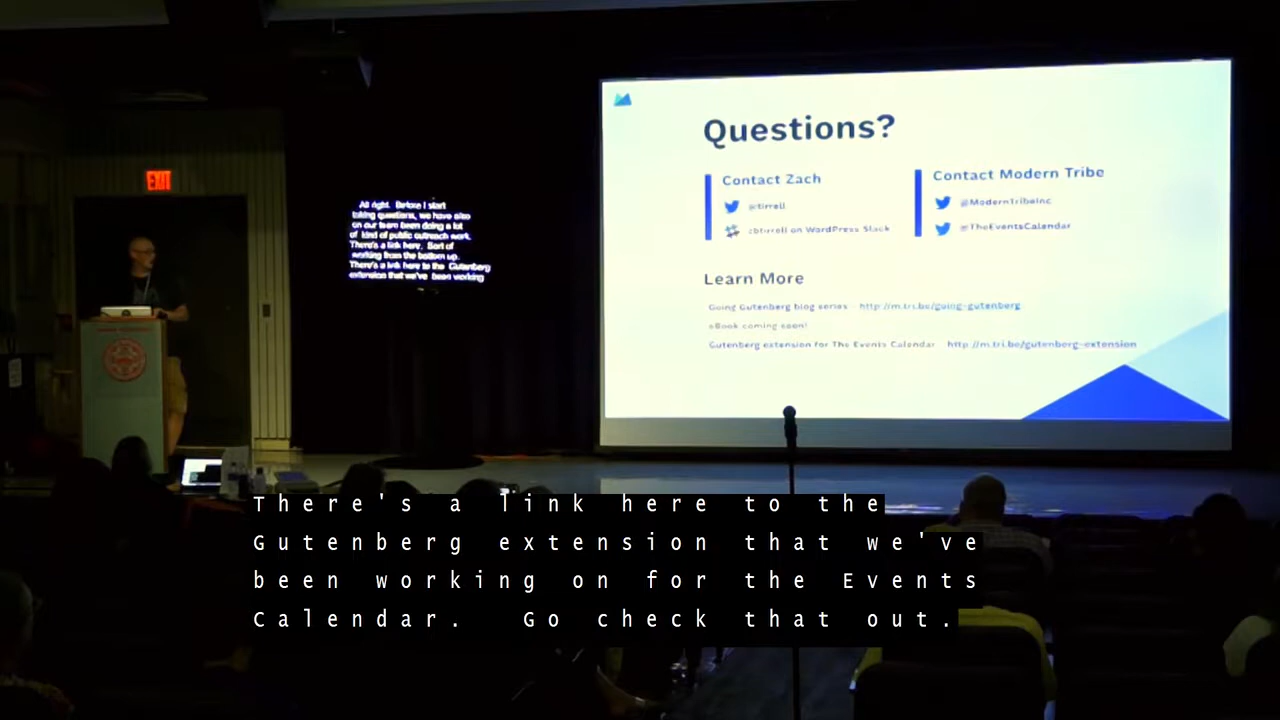 EXIT
All right. Before I start
taking questions, we have also
on our team been doing a lot
of kind of public outreach work.
There's a link here. Sort of
working from the bottom up.
There's a link here to the Gutenberg
extension that we've been working
Questions?
Contact Zach
@tirrell
zbtirrell on WordPress Slack
Contact Modern Tribe
@ModernTribeInc
@TheEventsCalendar
Learn More
Going Gutenberg blog series http://m.tri.be/going-gutenberg
eBook coming soon!
Gutenberg extension for The Events Calendar http://m.tri.be/gutenberg-extension
There's a link here to the
Gutenberg extension that we've
been working on for the Events
Calendar. Go check that out.